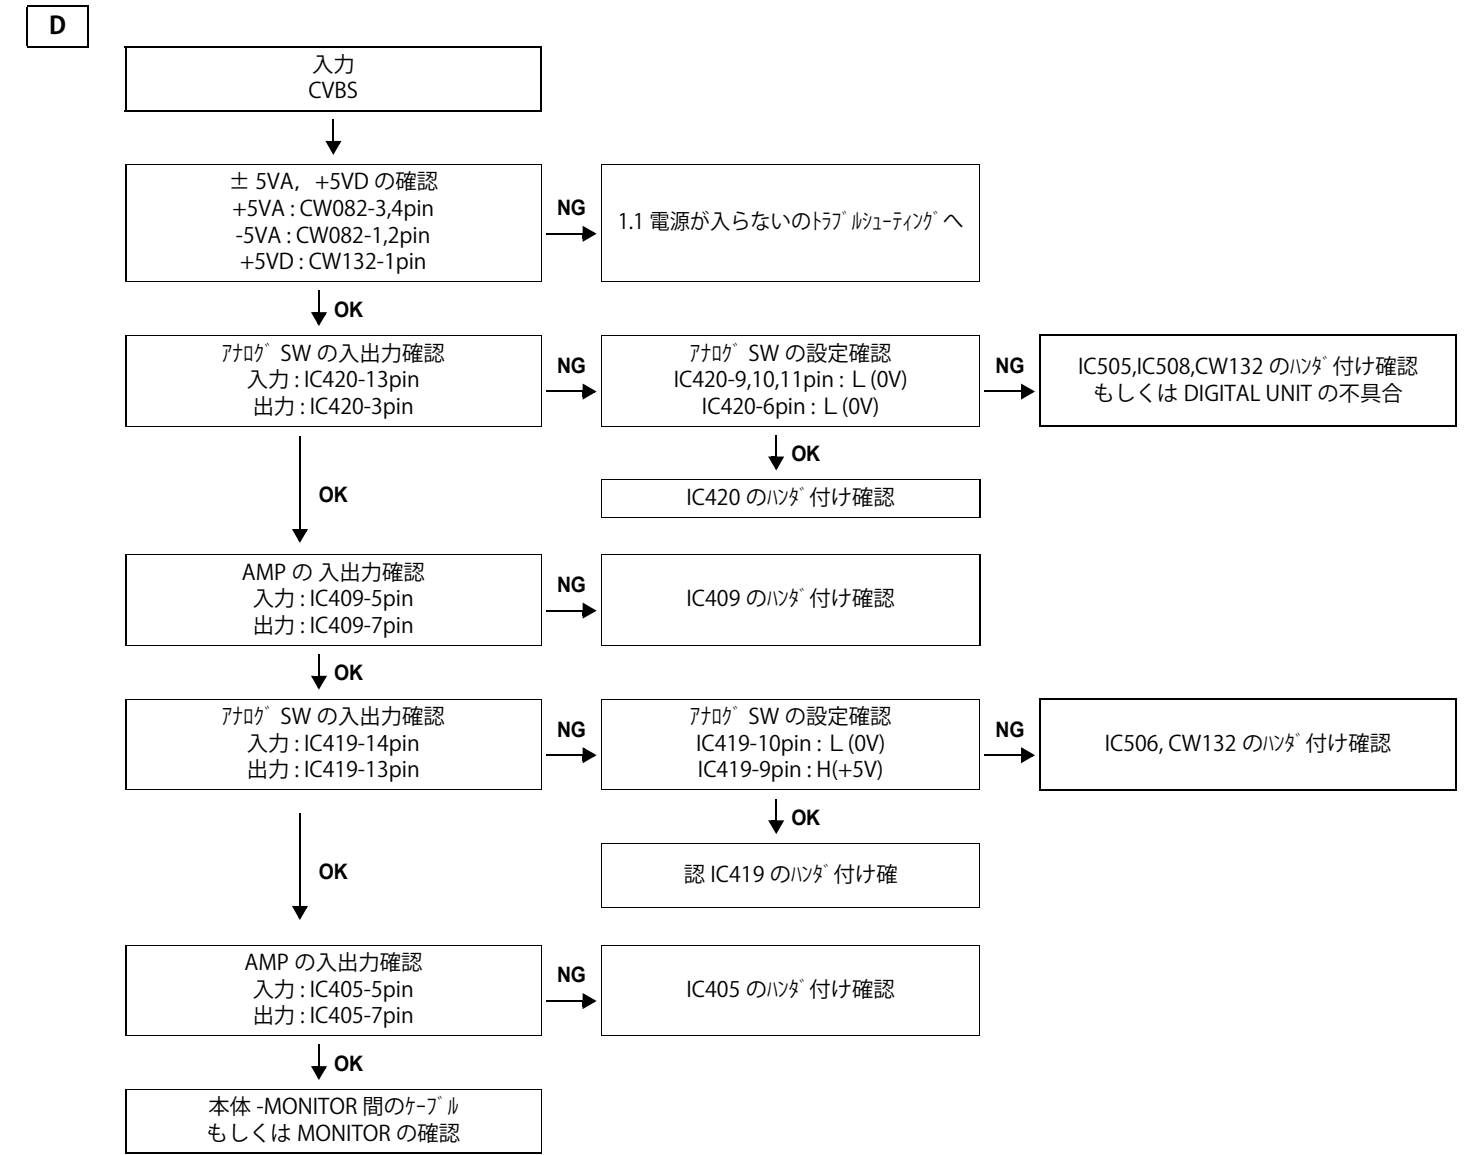 D
入力
CVBS
± 5VA, +5VD の確認
+5VA : CW082-3,4pin
-5VA : CW082-1,2pin
+5VD : CW132-1pin
NG
1.1 電源が入らないのﾄﾗﾌﾞﾙｼｭｰﾃｨﾝｸﾞへ
OK
ｱﾅﾛｸﾞ SW の入出力確認
入力 : IC420-13pin
出力 : IC420-3pin
NG
ｱﾅﾛｸﾞ SW の設定確認
IC420-9,10,11pin : L (0V)
IC420-6pin : L (0V)
NG
IC505,IC508,CW132 のﾊﾝﾀﾞ付け確認
もしくは DIGITAL UNIT の不具合
OK
IC420 のﾊﾝﾀﾞ付け確認
OK
AMP の 入出力確認
入力 : IC409-5pin
出力 : IC409-7pin
NG
IC409 のﾊﾝﾀﾞ付け確認
OK
ｱﾅﾛｸﾞ SW の入出力確認
入力 : IC419-14pin
出力 : IC419-13pin
NG
ｱﾅﾛｸﾞ SW の設定確認
IC419-10pin : L (0V)
IC419-9pin : H(+5V)
NG
IC506, CW132 のﾊﾝﾀﾞ付け確認
OK
認 IC419 のﾊﾝﾀﾞ付け確
OK
AMP の入出力確認
入力 : IC405-5pin
出力 : IC405-7pin
NG
IC405 のﾊﾝﾀﾞ付け確認
OK
本体 -MONITOR 間のｹｰﾌﾞﾙ
もしくは MONITOR の確認